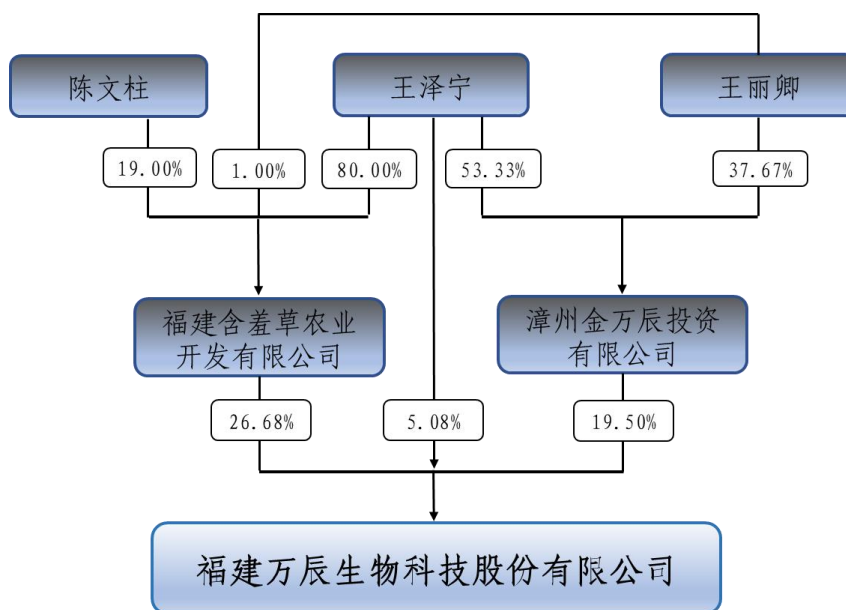 陈文柱
王泽宁
王丽卿
19.00%
1.00%
80.00%
53.33%
37.67%
福建含羞草农业
开发有限公司
漳州金万辰投资
有限公司
26.68%
5.08%
19.50%
福建万辰生物科技股份有限公司